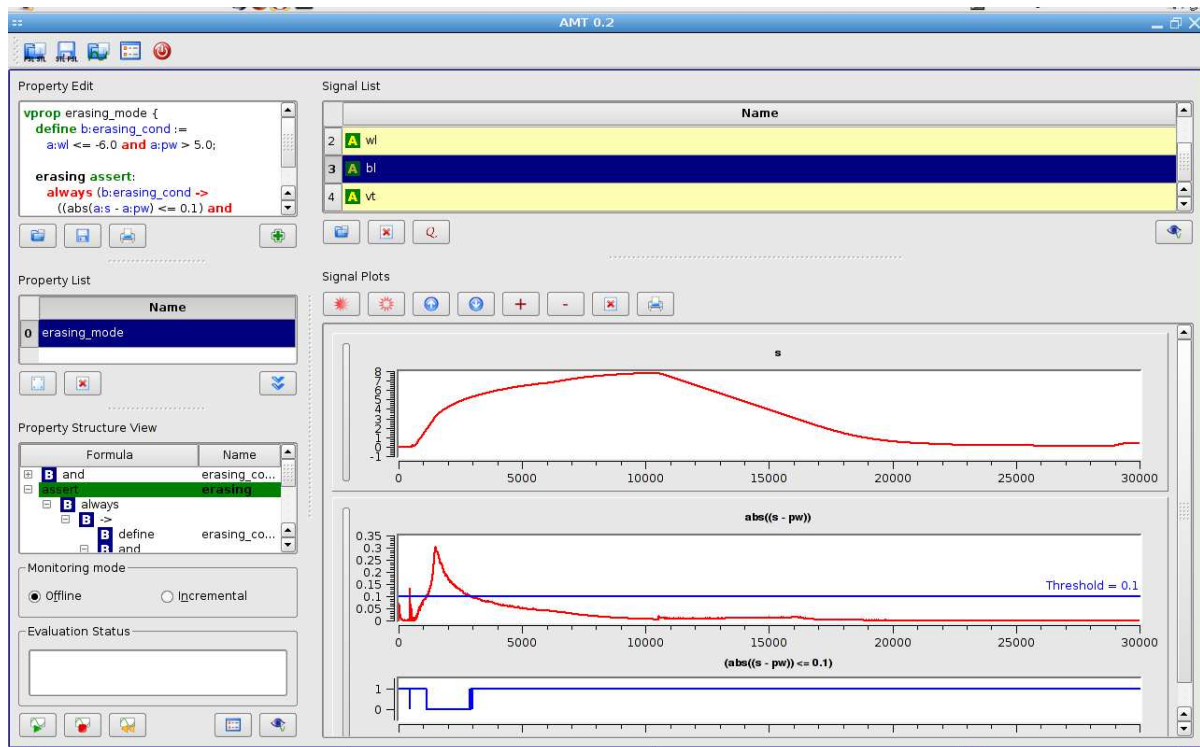 AMT 0.2
PSL STL
STL PSL
Property Edit
vprop erasing_mode {
define b:erasing_cond :=
a:wl <= -6.0 and a:pw > 5.0;
erasing assert:
always (b:erasing_cond ->
((abs(a:s - a:pw) <= 0.1) and
Property List
Name
0 erasing_mode
Property Structure View
Formula Name
B and erasing_co...
assert erasing
B always
B ->
B define erasing_co...
B and
Monitoring mode
Offline Incremental
Evaluation Status
Signal List
Name
2 A wl
3 A bl
4 A vt
Q
Signal Plots
+ -
s
8
7
6
5
4
3
2
1
0
-1
0 5000 10000 15000 20000 25000 30000
abs((s - pw))
0.35
0.3
0.25
0.2
0.15
0.1
0.05
0
Threshold = 0.1
0 5000 10000 15000 20000 25000 30000
(abs((s - pw)) <= 0.1)
1
0